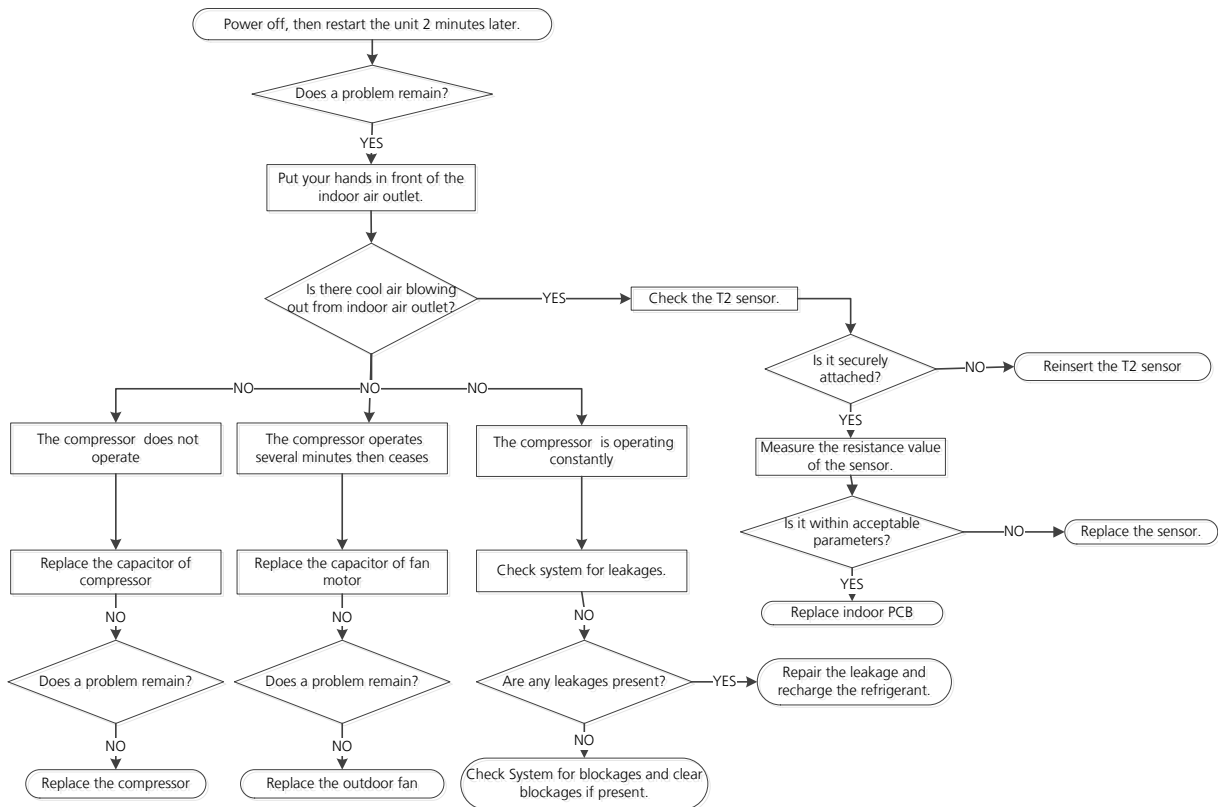 Power off, then restart the unit 2 minutes later.
Does a problem remain?
YES
Put your hands in front of the
indoor air outlet.
Is there cool air blowing
out from indoor air outlet?
YES
Check the T2 sensor.
Is it securely
attached?
NO
Reinsert the T2 sensor
YES
Measure the resistance value
of the sensor.
Is it within acceptable
parameters?
NO
Replace the sensor.
YES
Replace indoor PCB
NO
NO
NO
The compressor does not
operate
The compressor operates
several minutes then ceases
The compressor is operating
constantly
Replace the capacitor of
compressor
Replace the capacitor of fan
motor
Check system for leakages.
NO
NO
NO
Does a problem remain?
Does a problem remain?
Are any leakages present?
YES
Repair the leakage and
recharge the refrigerant.
NO
NO
NO
Replace the compressor
Replace the outdoor fan
Check System for blockages and clear
blockages if present.